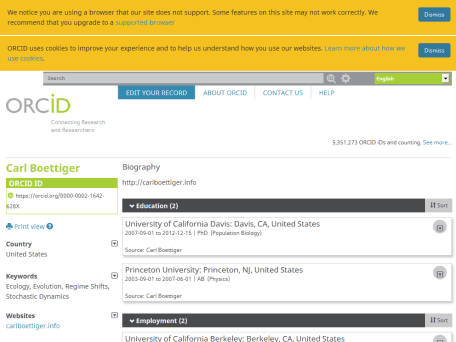 We notice you are using a browser that our site does not support. Some features on this site may not work correctly. We
recommend that you upgrade to a supported browser
Dismiss
ORCID uses cookies to improve your experience and to help us understand how you use our websites. Learn more about how we
use cookies.
Dismiss
Search
English
ORCID
Connecting Research
and Researchers
EDIT YOUR RECORD
ABOUT ORCID
CONTACT US
HELP
5,351,273 ORCID iDs and counting. See more...
Carl Boettiger
ORCID ID
https://orcid.org/0000-0002-1642-
628X
Print view
Country
United States
Keywords
Ecology, Evolution, Regime Shifts,
Stochastic Dynamics
Websites
carlboettiger.info
Biography
http://carlboettiger.info
Education (2)
Sort
University of California Davis: Davis, CA, United States
2007-09-01 to 2012-12-15 | PhD (Population Biology)
Source: Carl Boettiger
Princeton University: Princeton, NJ, United States
2003-09-01 to 2007-06-01 | AB (Physics)
Source: Carl Boettiger
Employment (2)
Sort
University of California Berkeley: Berkeley, CA, United States